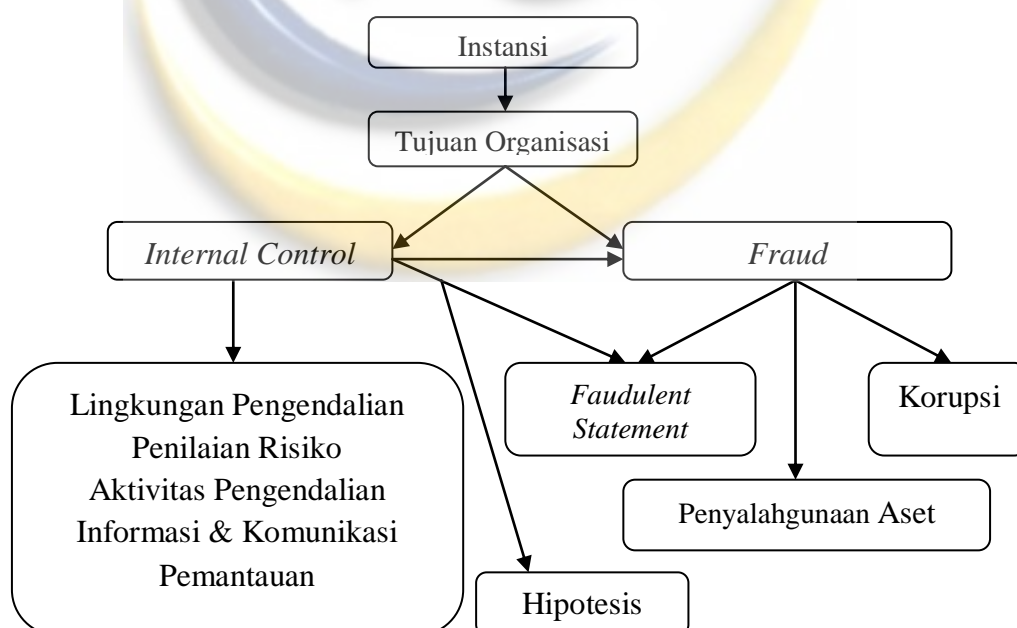 Instansi
Tujuan Organisasi
Internal Control
Fraud
Lingkungan Pengendalian
Penilaian Risiko
Aktivitas Pengendalian
Informasi & Komunikasi
Pemantauan
Faudulent
Statement
Korupsi
Penyalahgunaan Aset
Hipotesis